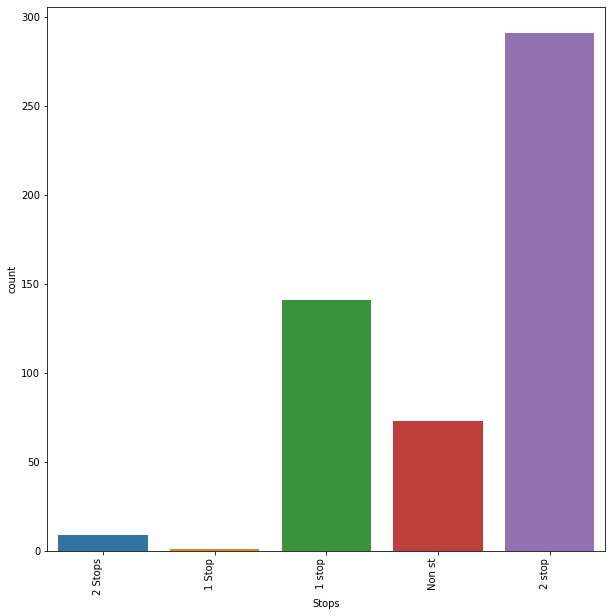 300
250
200
150
100
50
0
count
2 Stops
1 Stop
1 stop
Non st
2 stop
Stops